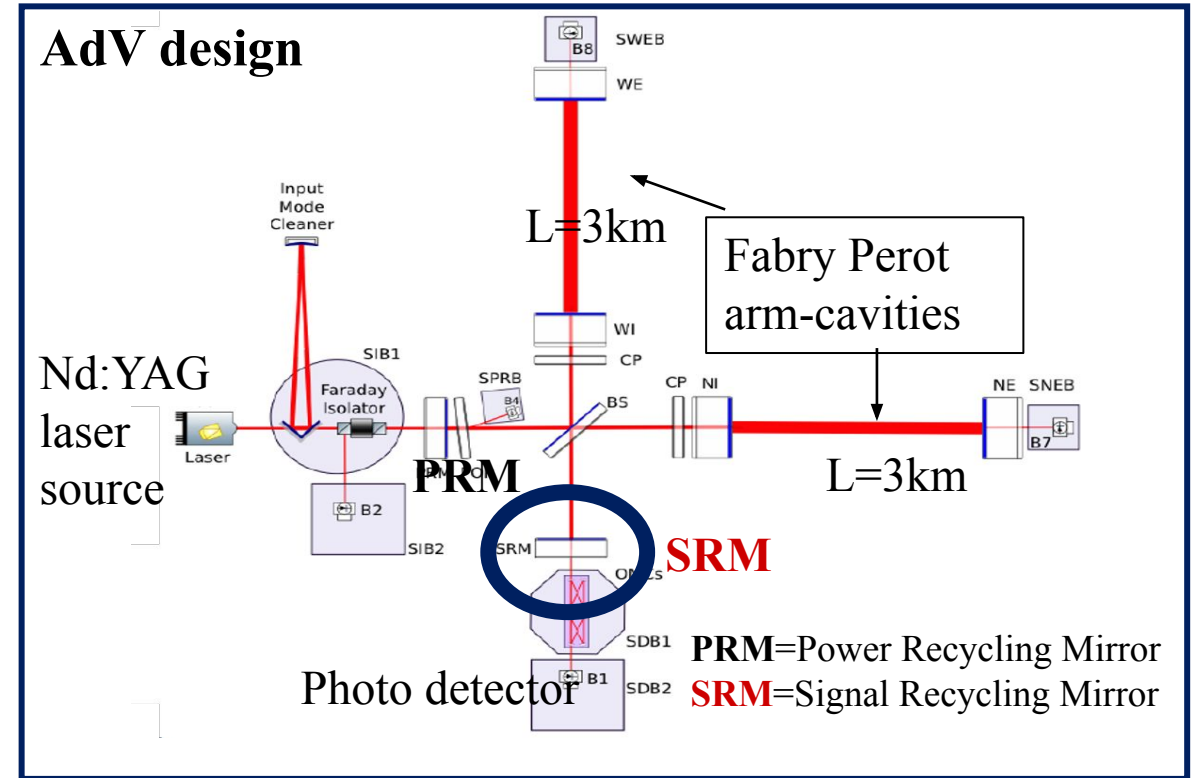 AdV design
B8
SWEB
WE
Input
Mode
Cleaner
L=3km
Fabry Perot
arm-cavities
WI
CP
SIB1
Nd:YAG
laser
source
Faraday
Isolator
SPRB
B4
BS
CP
NI
NE
SNEB
B7
Laser
PRM
L=3km
B2
SIB2
SRM
SRM
SDB1
PRM=Power Recycling Mirror
Photo detector
B1
SDB2
SRM=Signal Recycling Mirror